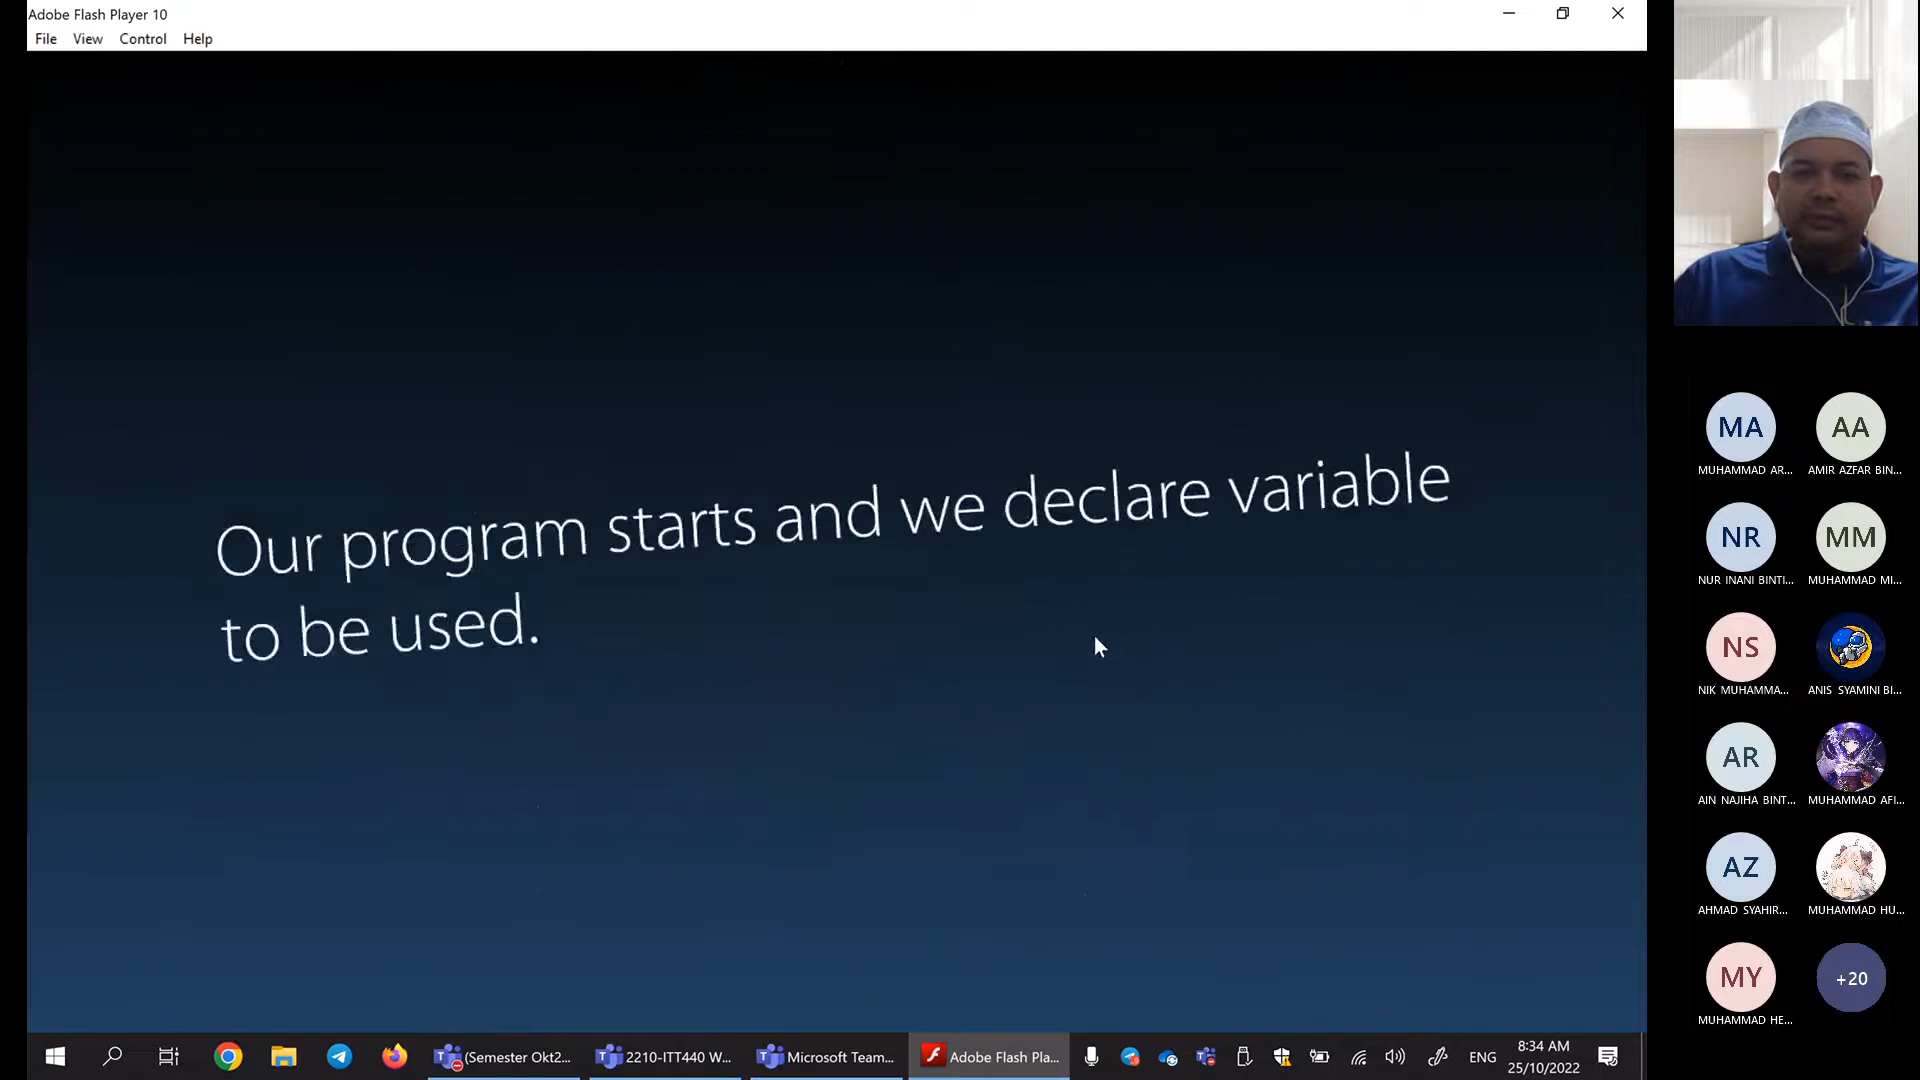 Adobe Flash Player 10
File View Control Help
Our program starts and we declare variable
to be used.
MA
MUHAMMAD AR...
AA
AMIR AZFAR BIN...
NR
NUR INANI BINTI...
MM
MUHAMMAD MI...
NS
NIK MUHAMMA...
ANIS SYAMINI BI...
AR
AIN NAJIHA BINT...
MUHAMMAD AFI...
AZ
AHMAD SYAHIR...
MUHAMMAD HU...
MY
MUHAMMAD HE...
+20
(Semester Okt2...
2210-ITT440 W...
Microsoft Team...
Adobe Flash Pla...
ENG
8:34 AM
25/10/2022